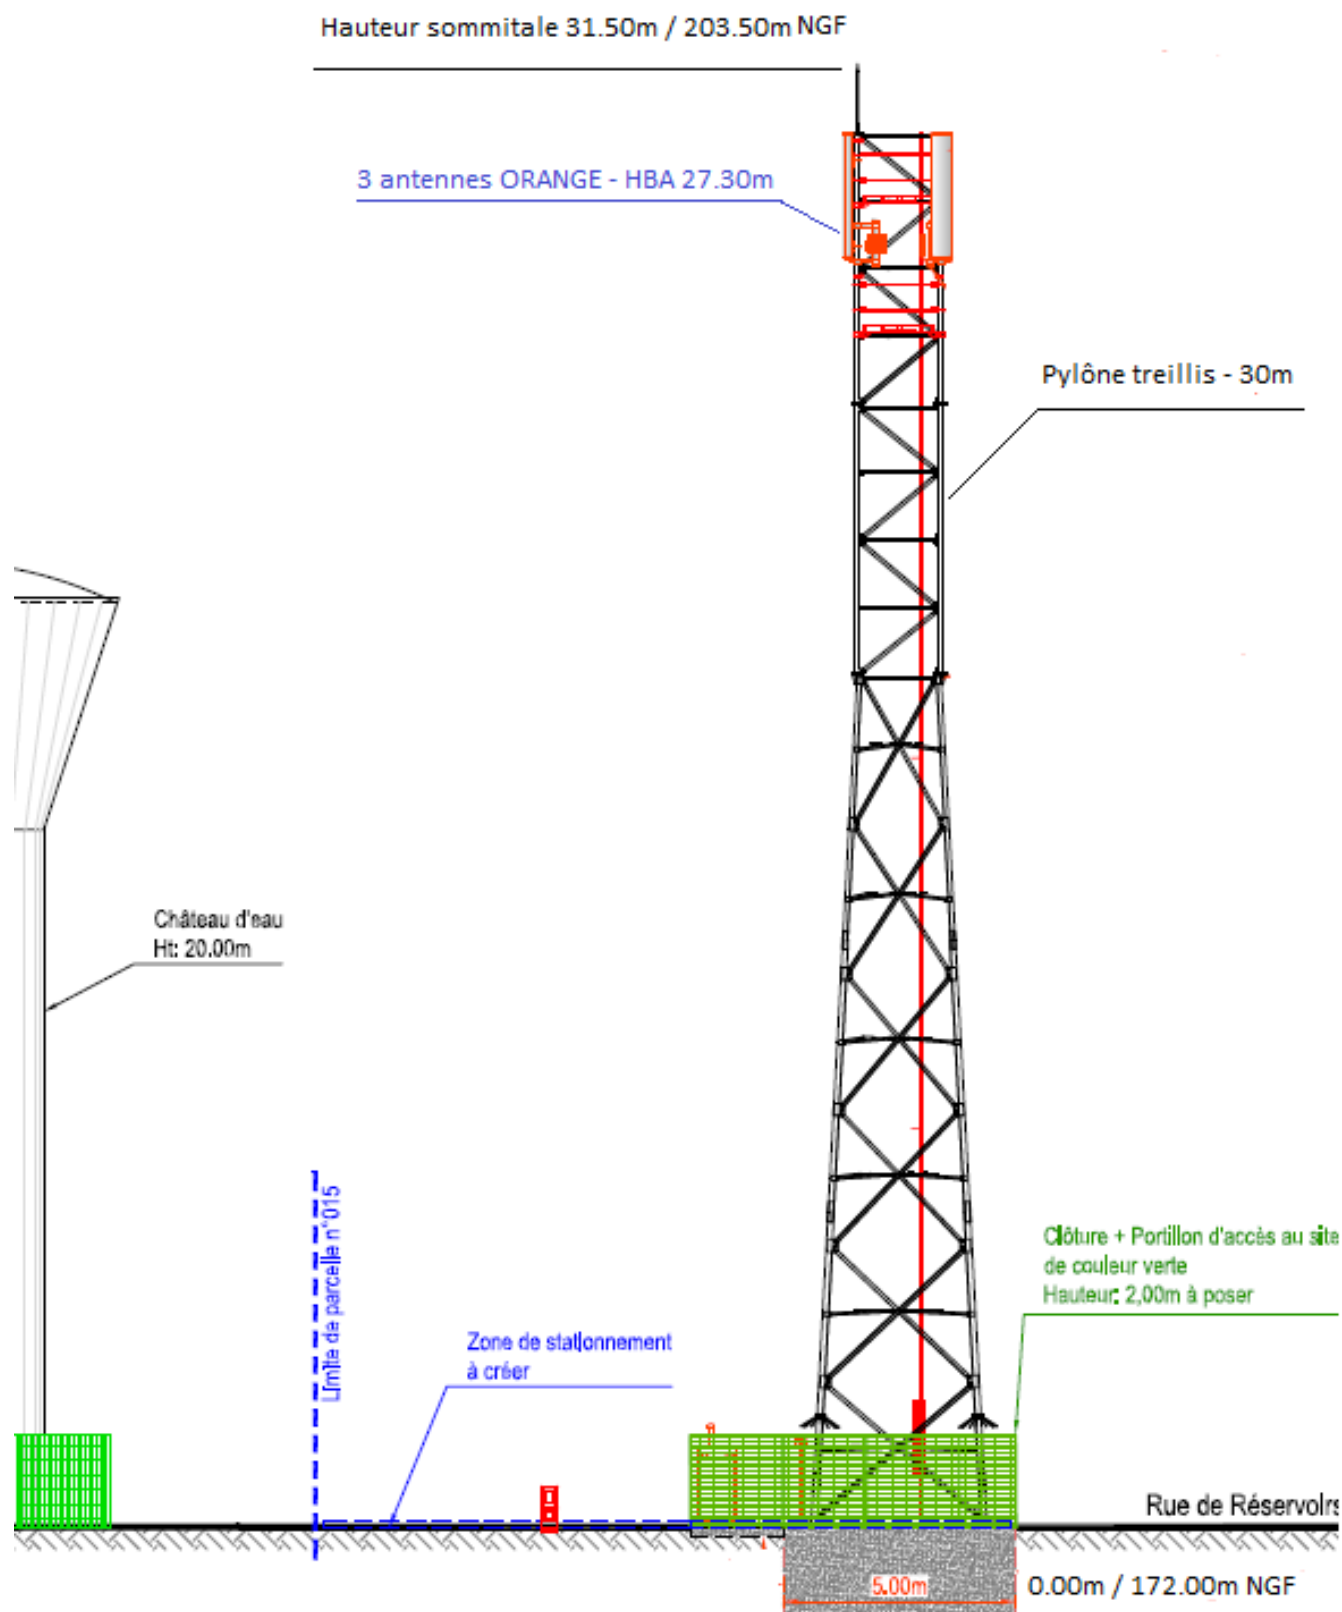 Hauteur sommitale 31.50m / 203.50m NGF
3 antennes ORANGE - HBA 27.30m
Pylône treillis - 30m
Château d'eau
Ht: 20.00m
Limite de parcelle n°015
Clôture + Portillon d'accès au site
de couleur verte
Hauteur: 2,00m à poser
Zone de stationnement
à créer
Rue de Réservoirs
5.00m
0.00m / 172.00m NGF